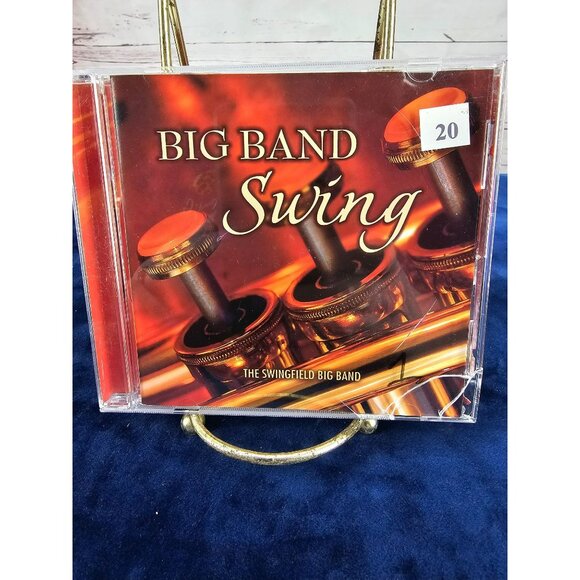 20
BIG BAND
Swing
THE SWINGFIELD BIG BAND